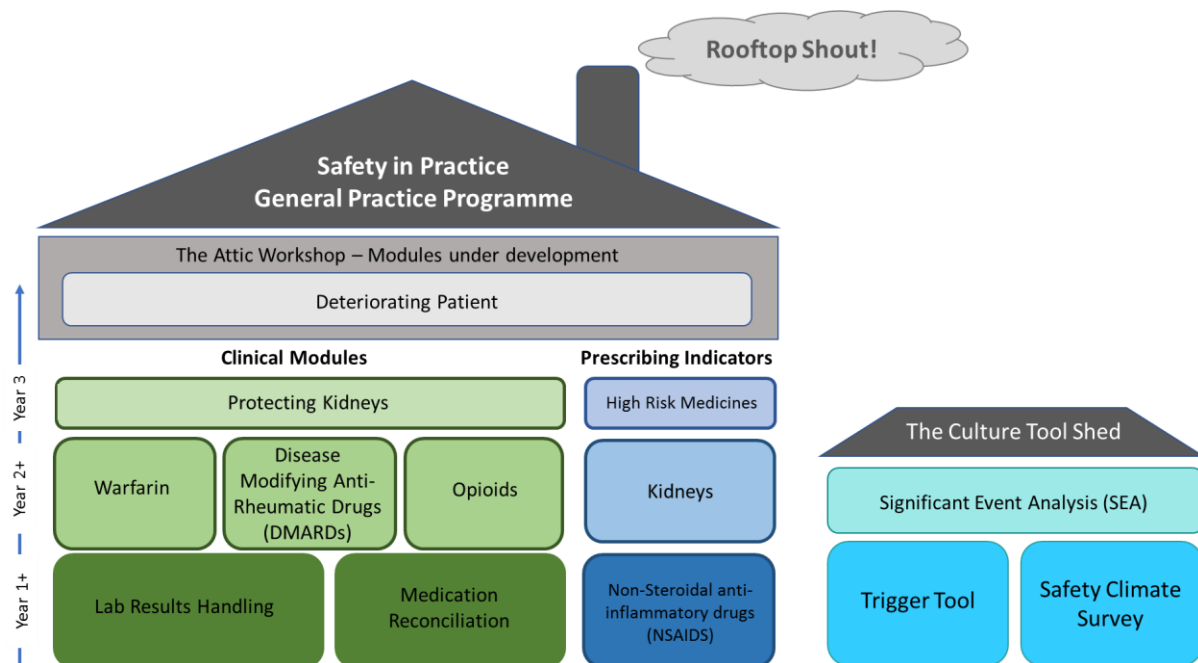 Rooftop Shout!
Safety in Practice
General Practice Programme
The Attic Workshop – Modules under development
Deteriorating Patient
Clinical Modules
Prescribing Indicators
Year 3
Protecting Kidneys
High Risk Medicines
Year 2+
Warfarin
Disease
Modifying Anti-
Rheumatic Drugs
(DMARDs)
Opioids
Kidneys
Year 1+
Lab Results Handling
Medication
Reconciliation
Non-Steroidal anti-
inflammatory drugs
(NSAIDS)
The Culture Tool Shed
Significant Event Analysis (SEA)
Trigger Tool
Safety Climate
Survey